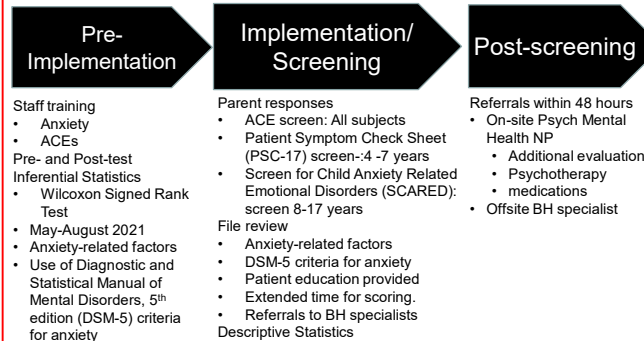 Pre-
Implementation
Implementation/
Screening
Post-screening
Staff training
• Anxiety
• ACEs
Pre- and Post-test
Inferential Statistics
• Wilcoxon Signed Rank
Test
• May-August 2021
• Anxiety-related factors
• Use of Diagnostic and
Statistical Manual of
Mental Disorders, 5th
edition (DSM-5) criteria
for anxiety
Parent responses
• ACE screen: All subjects
• Patient Symptom Check Sheet
(PSC-17) screen-:4 -7 years
• Screen for Child Anxiety Related
Emotional Disorders (SCARED):
screen 8-17 years
File review
• Anxiety-related factors
• DSM-5 criteria for anxiety
• Patient education provided
• Extended time for scoring.
• Referrals to BH specialists
Descriptive Statistics
Referrals within 48 hours
• On-site Psych Mental
Health NP
• Additional evaluation
• Psychotherapy
• medications
• Offsite BH specialist